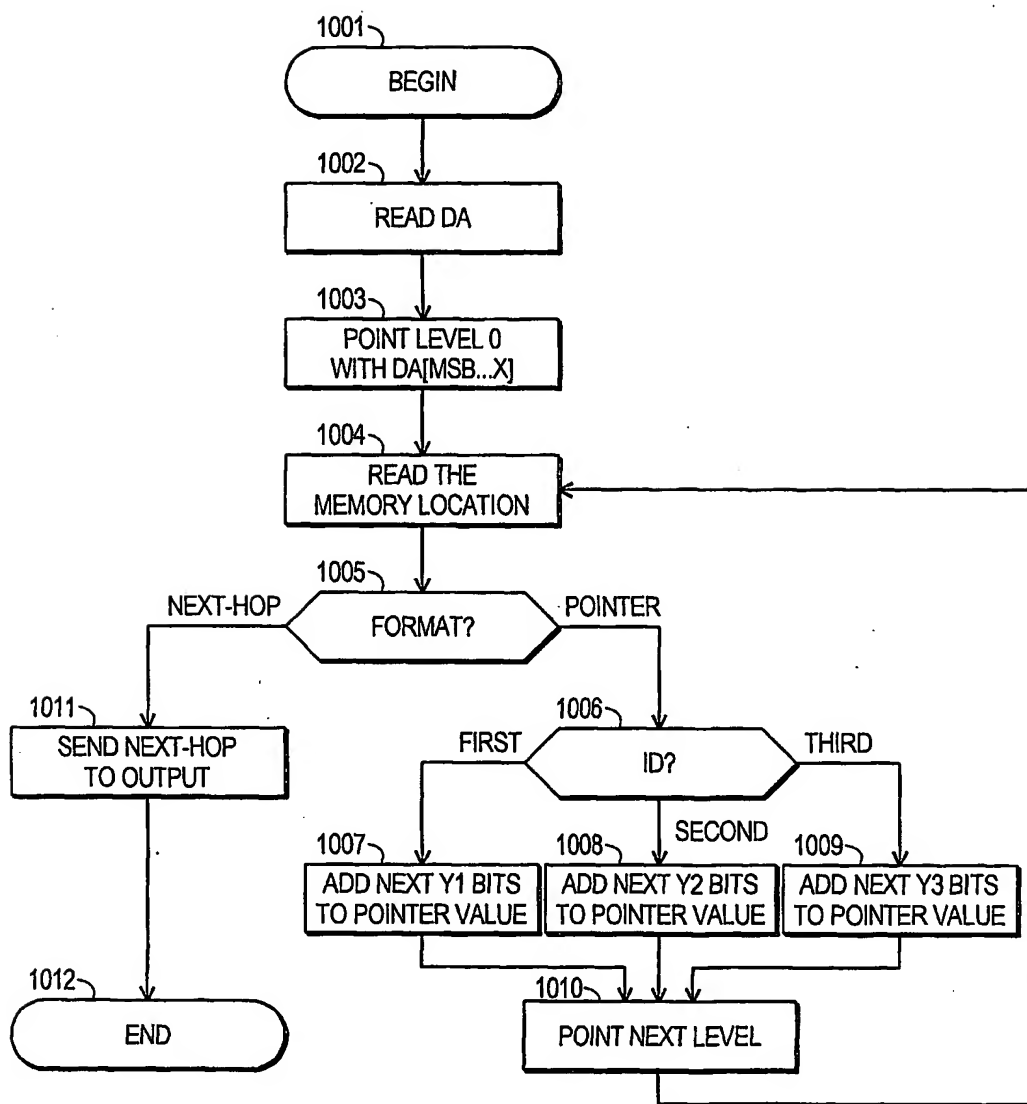 1001
BEGIN
1002
READ DA
1003
POINT LEVEL 0
WITH DA[MSB...X]
1004
READ THE
MEMORY LOCATION
1005
NEXT-HOP
FORMAT?
POINTER
1011
SEND NEXT-HOP
TO OUTPUT
1006
FIRST
ID?
THIRD
SECOND
1007
ADD NEXT Y1 BITS
TO POINTER VALUE
1008
ADD NEXT Y2 BITS
TO POINTER VALUE
1009
ADD NEXT Y3 BITS
TO POINTER VALUE
1012
END
1010
POINT NEXT LEVEL